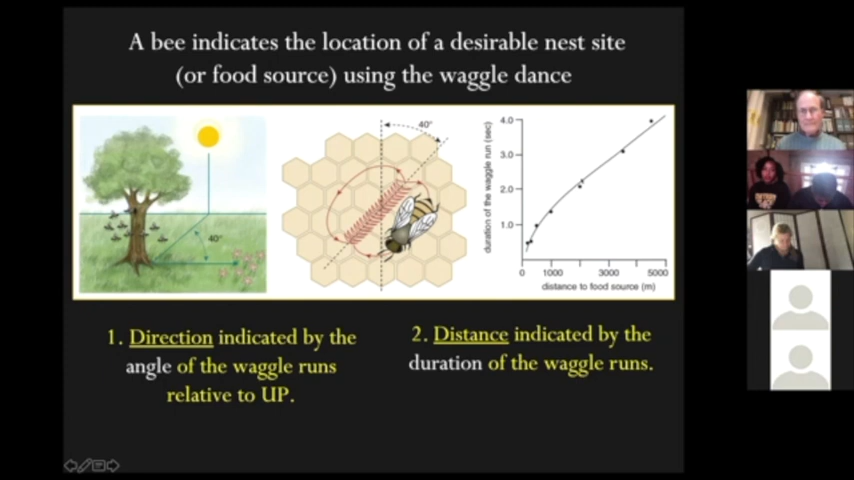 A bee indicates the location of a desirable nest site
(or food source) using the waggle dance
40°
40°
duration of the waggle run (sec)
4.0
3.0
2.0
1.0
0
1000
3000
5000
distance to food source (m)
1. Direction indicated by the
angle of the waggle runs
relative to UP.
2. Distance indicated by the
duration of the waggle runs.